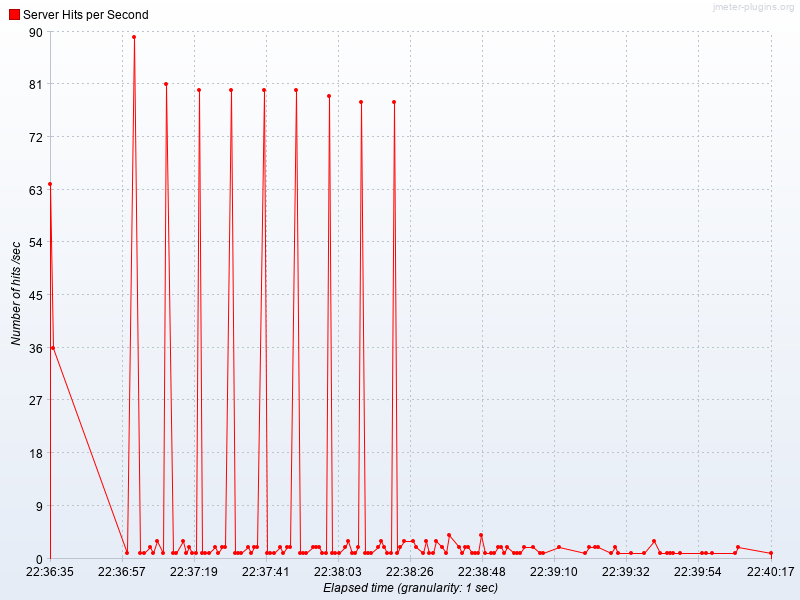 jmeter-plugins.org
Server Hits per Second
90
81
72
63
54
45
36
27
18
9
0
Number of hits /sec
22:36:35 22:36:57 22:37:19 22:37:41 22:38:03 22:38:26 22:38:48 22:39:10 22:39:32 22:39:54 22:40:17
Elapsed time (granularity: 1 sec)